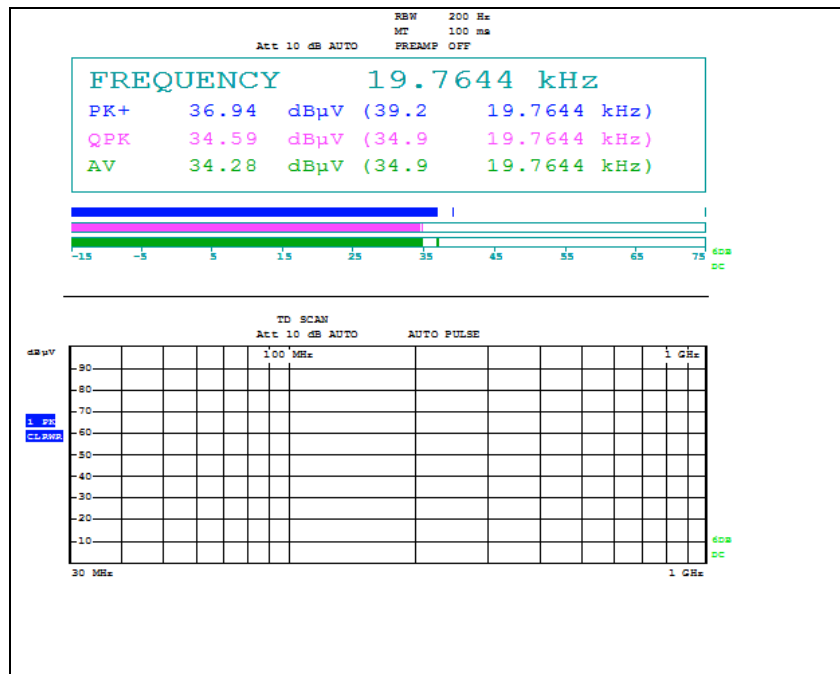 RBW 200 Hz
MT 100 ms
Att 10 dB AUTO PREAMP OFF
FREQUENCY 19.7644 kHz
PK+ 36.94 dBµV (39.2 19.7644 kHz)
QPK 34.59 dBµV (34.9 19.7644 kHz)
AV 34.28 dBµV (34.9 19.7644 kHz)
-15 -5 5 15 25 35 45 55 65 75
6DB
DC
TD SCAN
Att 10 dB AUTO AUTO PULSE
dBµV
100 MHz 1 GHz
90
80
70
1 PK
CLRWR
60
50
40
30
20
10
6DB
DC
30 MHz 1 GHz